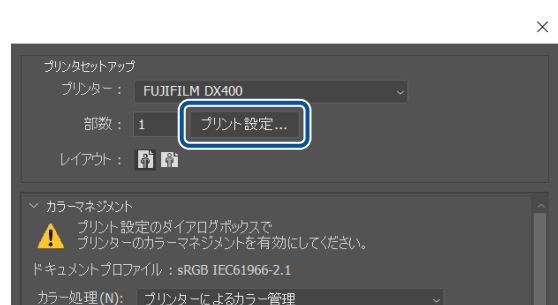 プリンタセットアップ
プリンター： FUJIFILM DX400
部数： 1 プリント設定...
レイアウト：
カラーマネジメント
プリント設定のダイアログボックスで
プリンターのカラーマネジメントを有効にしてください。
ドキュメントプロファイル：sRGB IEC61966-2.1
カラー処理(N): プリンターによるカラー管理